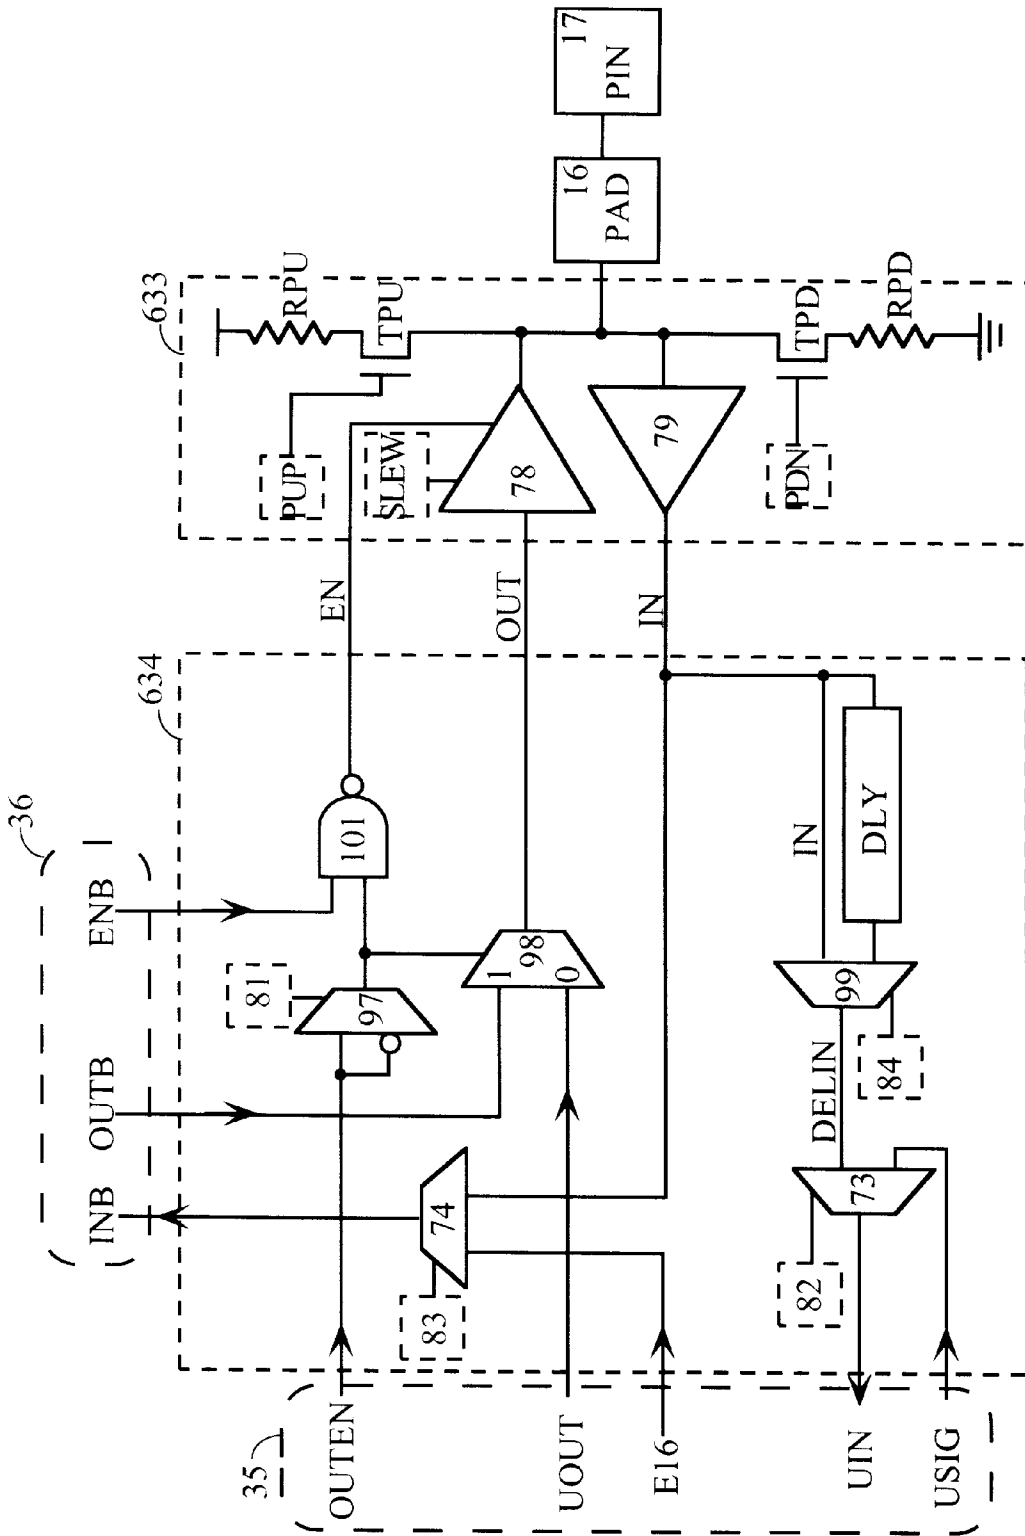 36
INB
OUTB
ENB
634
633
83
74
81
97
101
1
98
0
EN
OUT
IN
PUP
SLEW
78
79
PDN
RPU
TPU
TPD
RPD
16
PAD
17
PIN
35
OUTEN
UOUT
E16
UIN
USIG
82
73
DELIN
84
99
IN
DLY